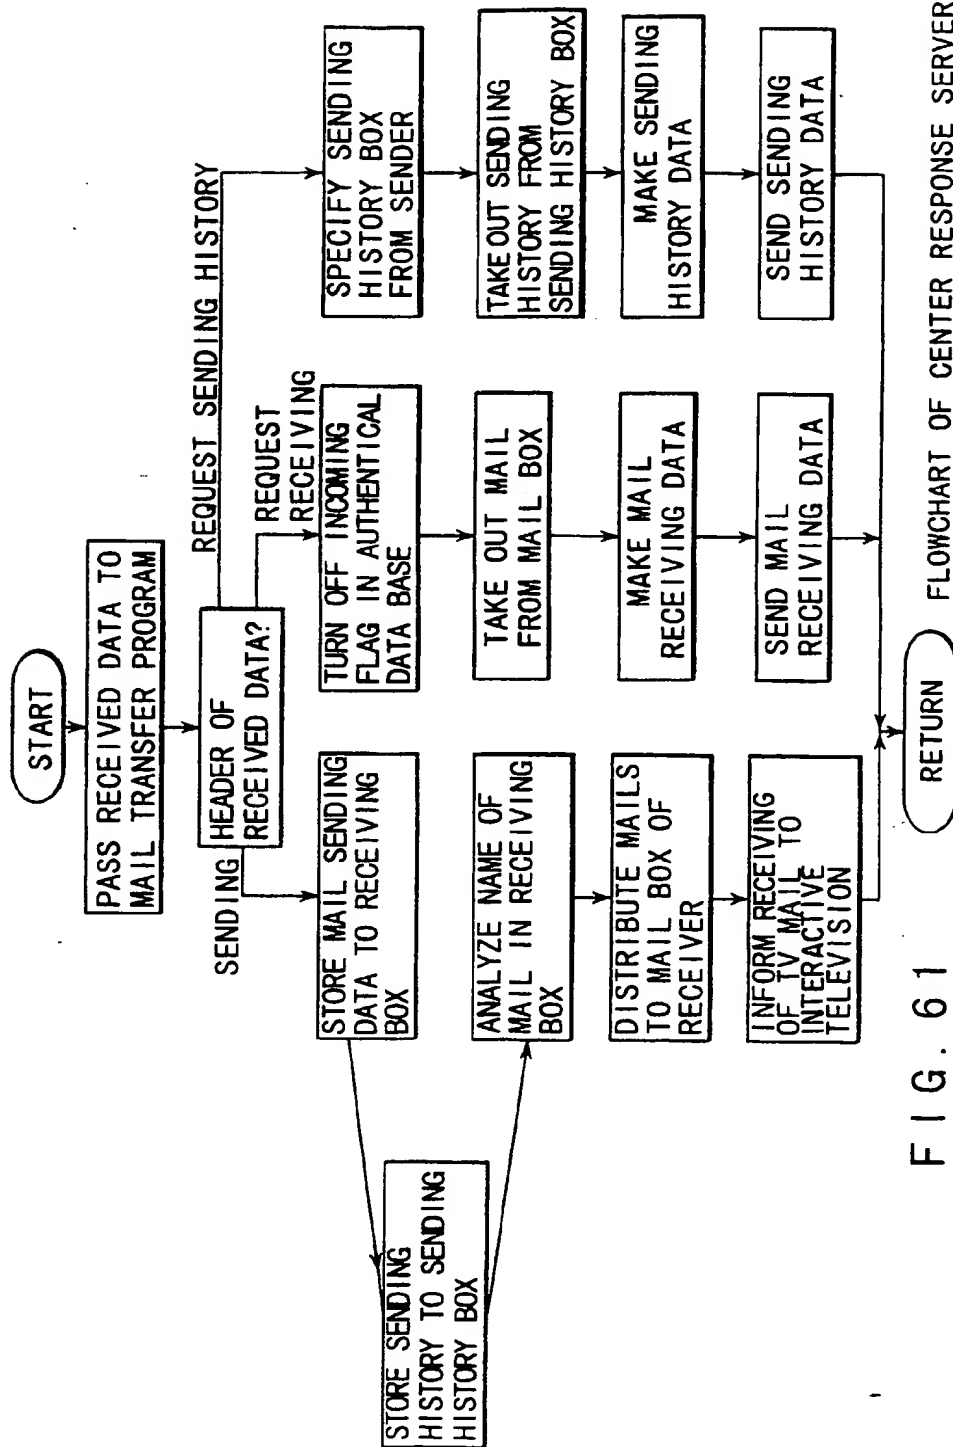 START
PASS RECEIVED DATA TO
MAIL TRANSFER PROGRAM
HEADER OF
RECEIVED DATA?
SENDING
REQUEST SENDING HISTORY
REQUEST
RECEIVING
STORE MAIL SENDING
DATA TO RECEIVING
BOX
STORE SENDING
HISTORY TO SENDING
HISTORY BOX
ANALYZE NAME OF
MAIL IN RECEIVING
BOX
DISTRIBUTE MAILS
TO MAIL BOX OF
RECEIVER
INFORM RECEIVING
OF TV MAIL TO
INTERACTIVE
TELEVISION
TURN OFF INCOMING
FLAG IN AUTHENTICAL
DATA BASE
TAKE OUT MAIL
FROM MAIL BOX
MAKE MAIL
RECEIVING DATA
SEND MAIL
RECEIVING DATA
SPECIFY SENDING
HISTORY BOX
FROM SENDER
TAKE OUT SENDING
HISTORY FROM
SENDING HISTORY BOX
MAKE SENDING
HISTORY DATA
SEND SENDING
HISTORY DATA
RETURN
FIG. 61
FLOWCHART OF CENTER RESPONSE SERVER